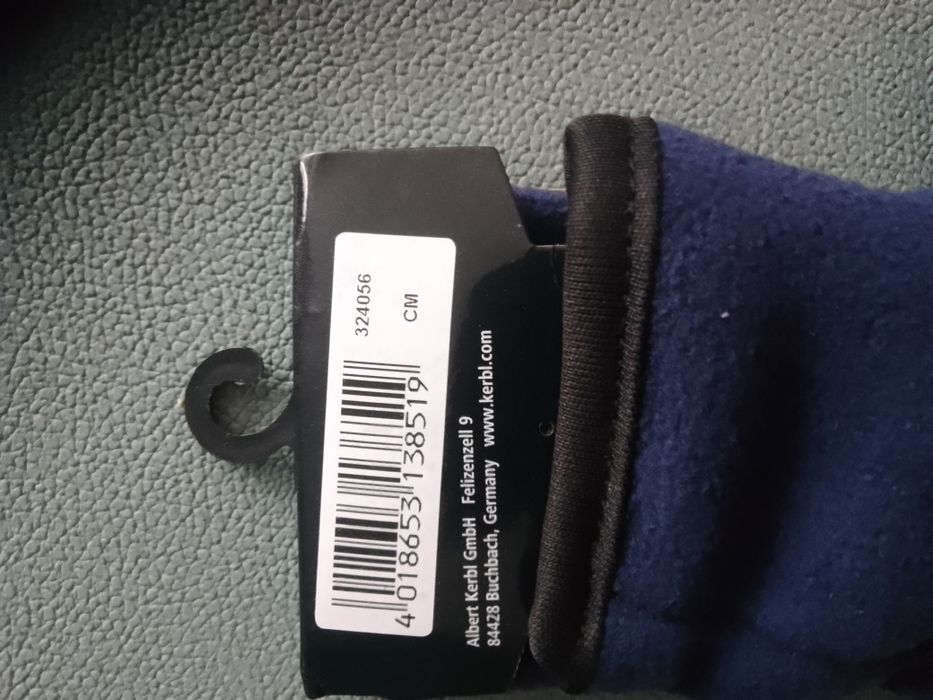 324056
CM
4 018653 138519
Albert Kerbl GmbH Felizenzell 9
84428 Buchbach, Germany www.kerbl.com